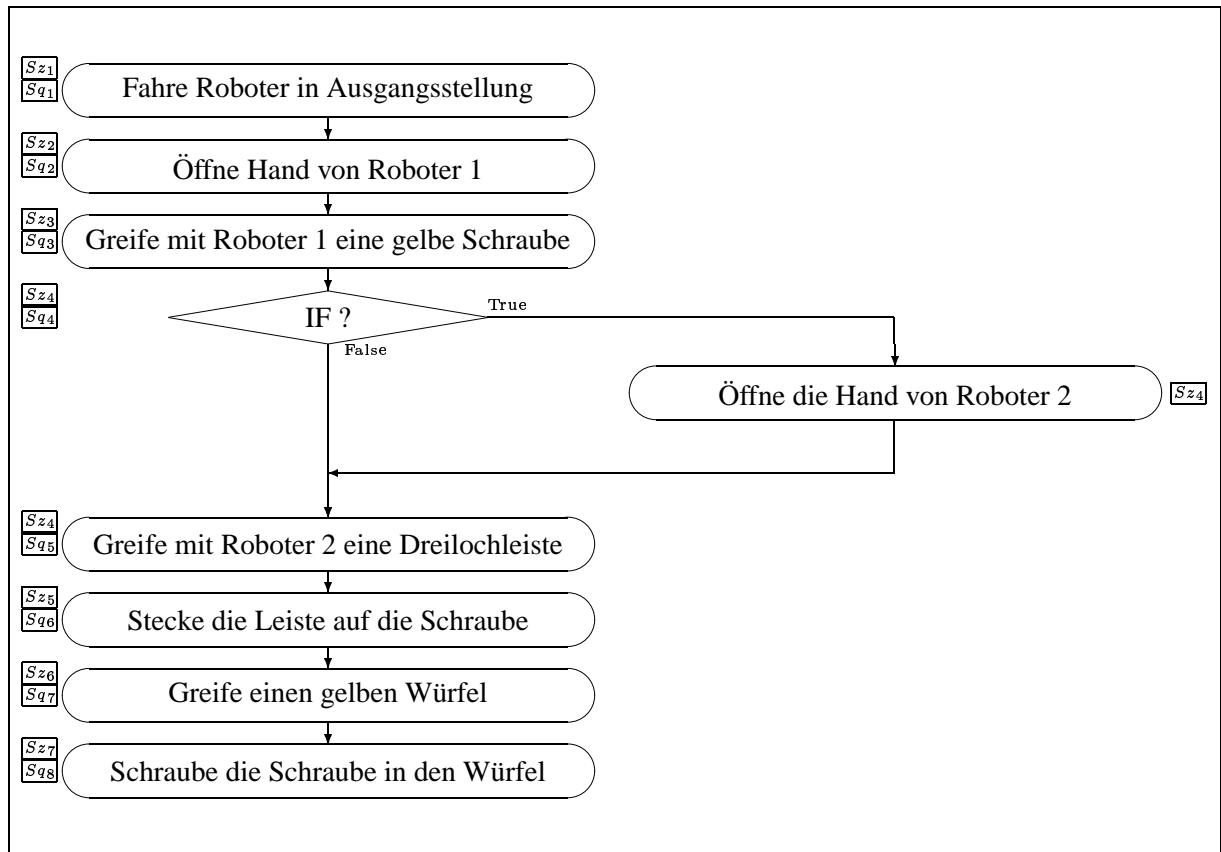 Sz1
Sq1
Fahre Roboter in Ausgangsstellung
Sz2
Sq2
Öffne Hand von Roboter 1
Sz3
Sq3
Greife mit Roboter 1 eine gelbe Schraube
Sz4
Sq4
IF ?
True
False
Öffne die Hand von Roboter 2
Sz4
Sz4
Sq5
Greife mit Roboter 2 eine Dreilochleiste
Sz5
Sq6
Stecke die Leiste auf die Schraube
Sz6
Sq7
Greife einen gelben Würfel
Sz7
Sq8
Schraube die Schraube in den Würfel